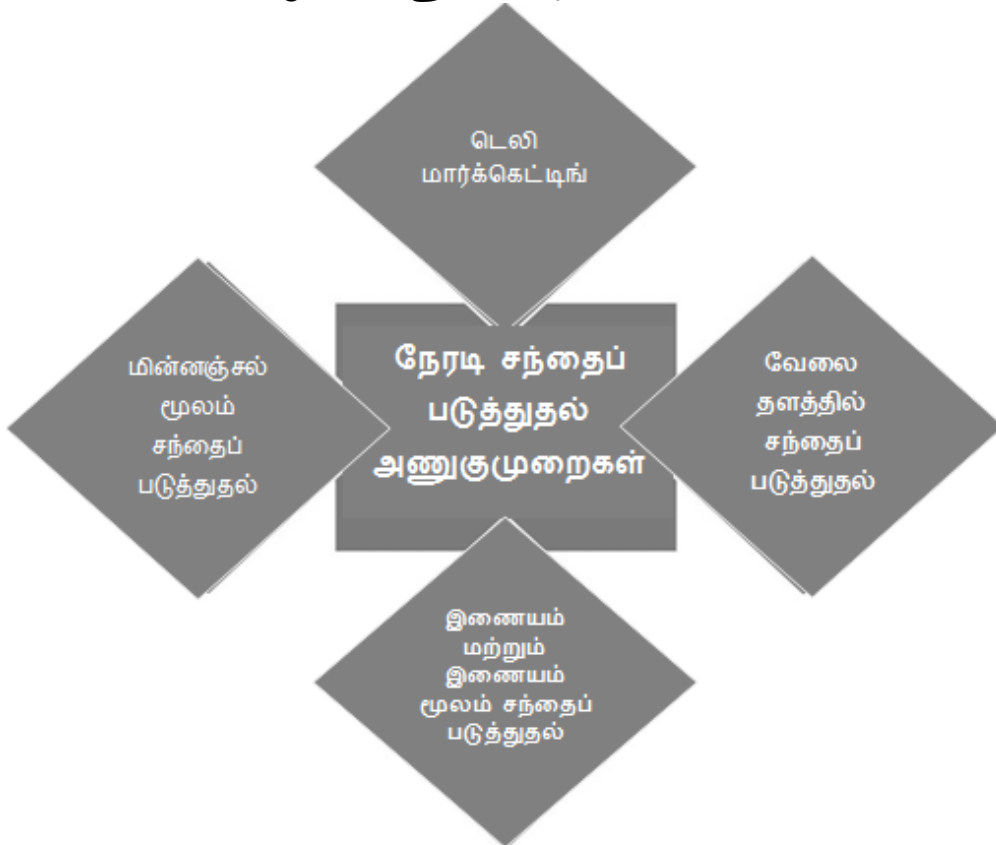 டெலி
மார்க்கெட்டிங்
மின்னஞ்சல்
மூலம்
சந்தைப்
படுத்துதல்
நேரடி சந்தைப்
படுத்துதல்
அணுகுமுறைகள்
வேலை
தளத்தில்
சந்தைப்
படுத்துதல்
இணையம்
மற்றும்
இணையம்
மூலம் சந்தைப்
படுத்துதல்